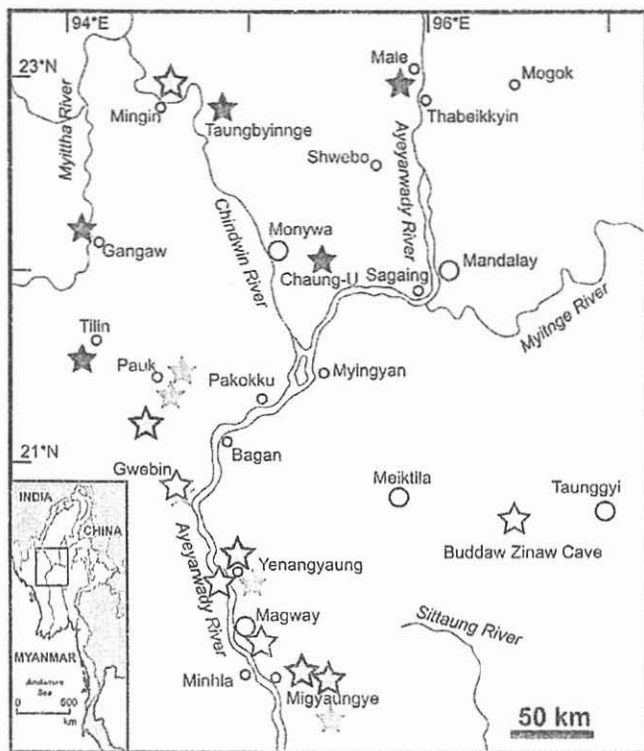 94°E
96°E
23°N
Male
Mogok
Mingin
Taungbyinnge
Thabeikkyin
Myittha River
Shwebo
Ayeyarwady River
Chindwin River
Monywa
Gangaw
Chaung-U
Sagaing
Mandalay
Myitnge River
Tilin
Pauk
Pakokku
Myingyan
21°N
Bagan
Gwebin
Meiktila
Taunggyi
INDIA
CHINA
Buddaw Zinaw Cave
Ayeyarwady River
Yenangyaung
Magway
Sittaung River
MYANMAR
Andaman
Sea
Minhla
Migyaungye
0 500
km
50 km